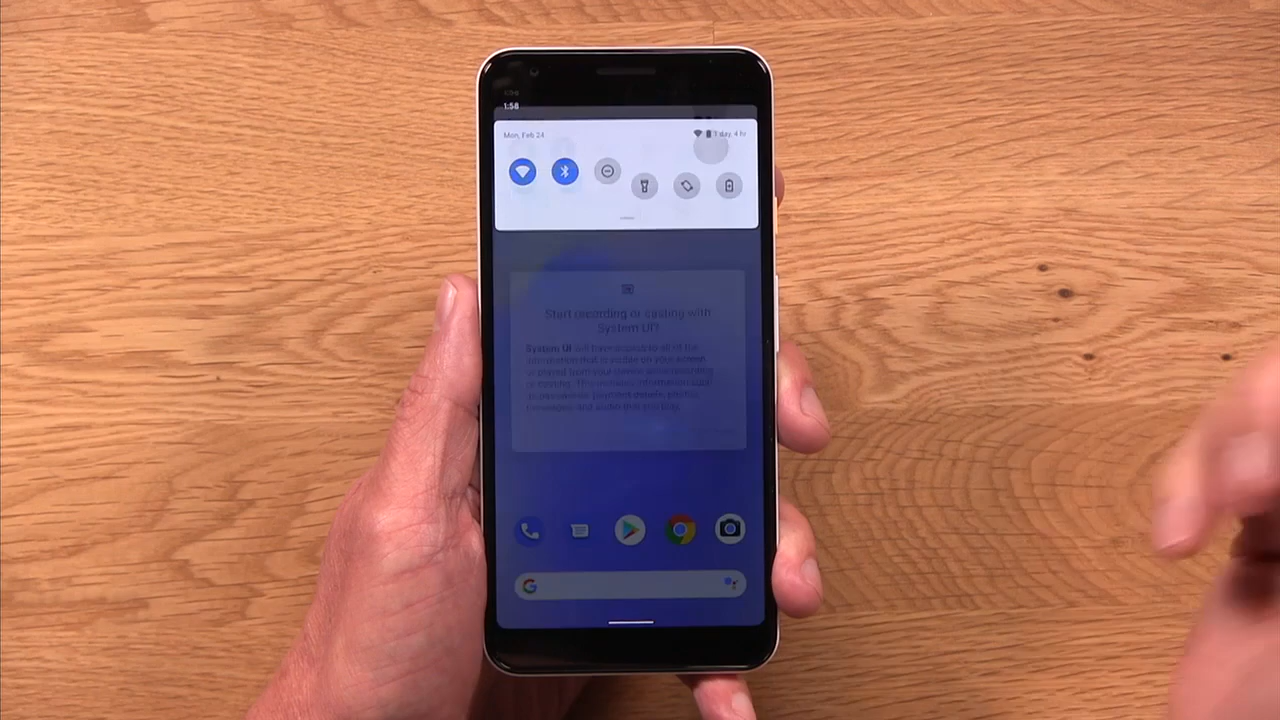 1:58
Mon, Feb 24
1 day, 4 hr
Start recording or casting with
System UI?
System UI will have access to all of the
information that is visible on your screen
or played from your device while recording
or casting. This includes information such
as passwords, payment details, photos,
messages, and audio that you play.
G